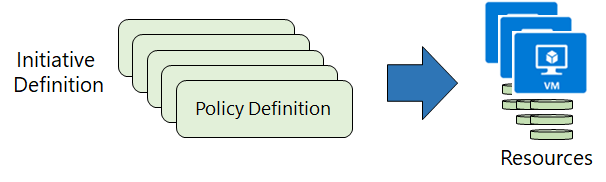 Initiative
Definition
Policy Definition
VM
Resources